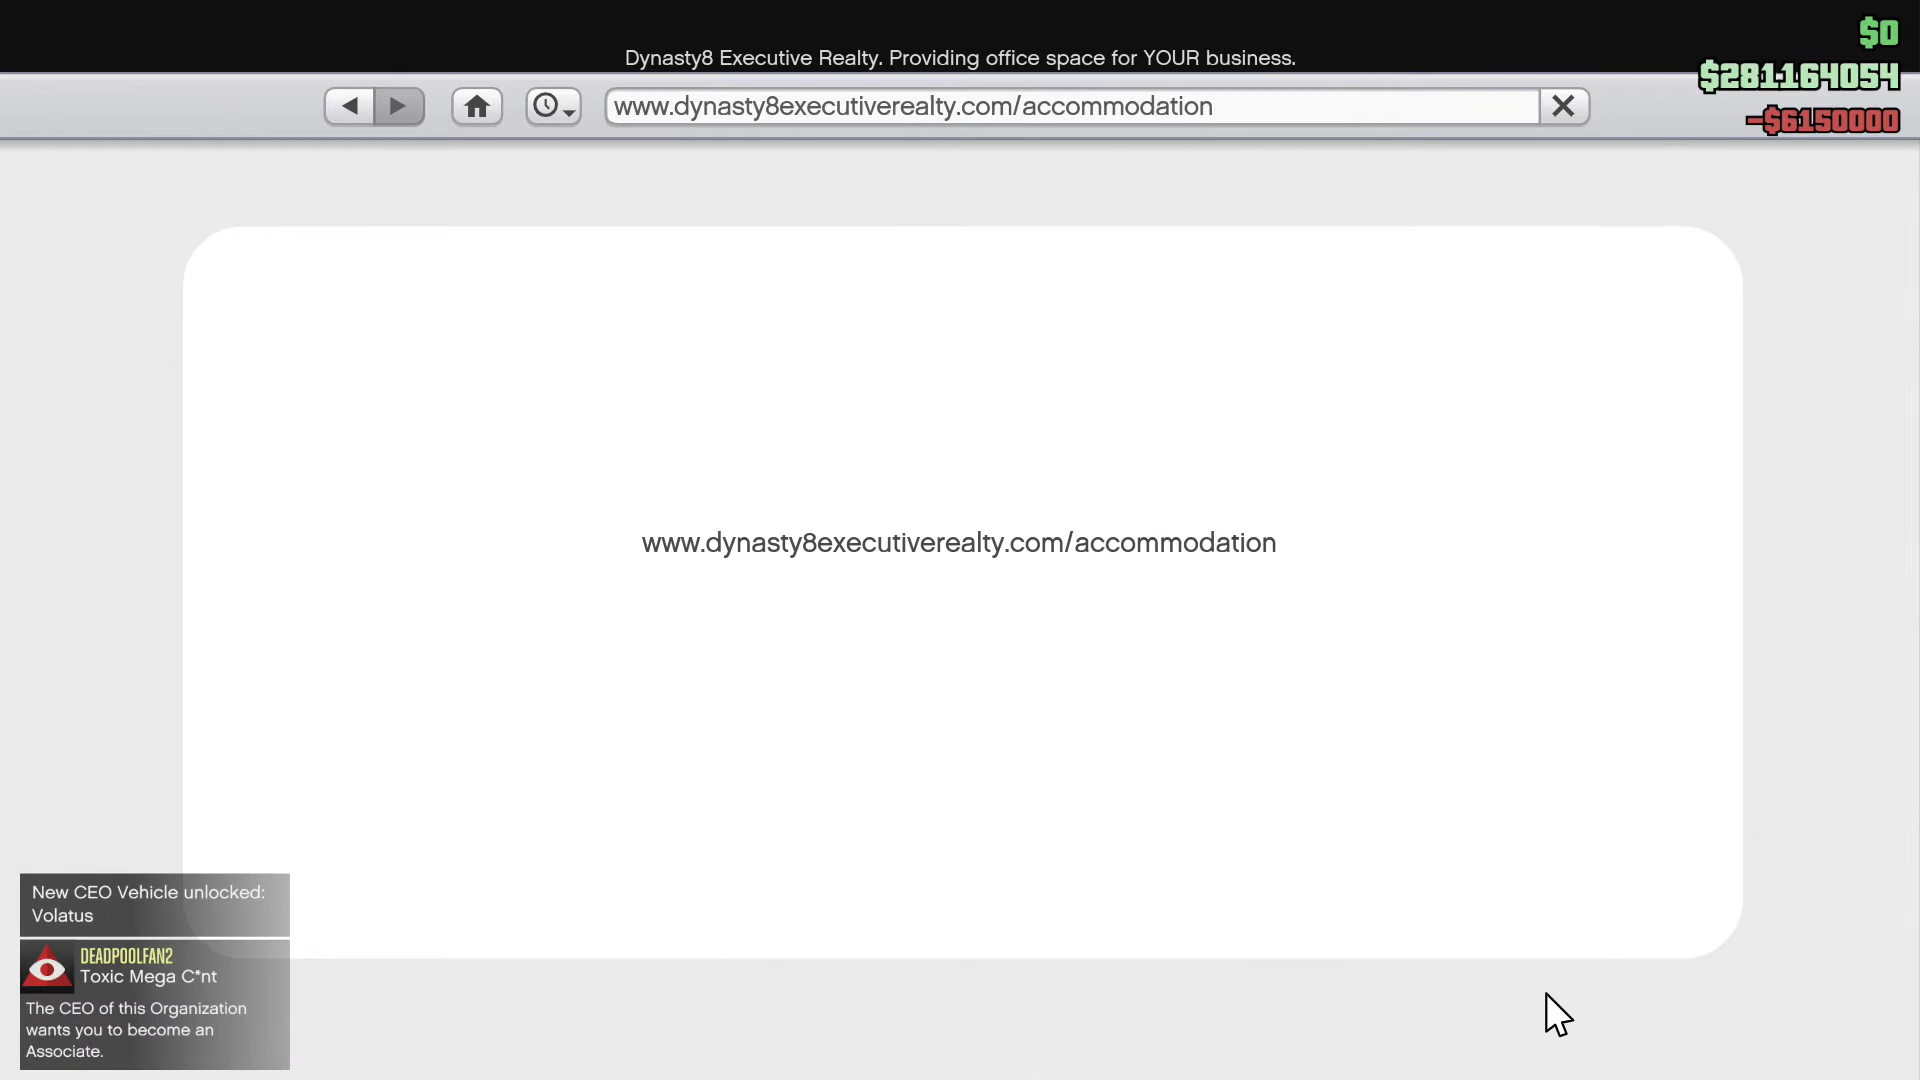 $0
Dynasty8 Executive Realty. Providing office space for YOUR business.
$281164054
www.dynasty8executiverealty.com/accommodation
-$6150000
www.dynasty8executiverealty.com/accommodation
New CEO Vehicle unlocked:
Volatus
DEADPOOLFAN2
Toxic Mega C*nt
The CEO of this Organization
wants you to become an
Associate.